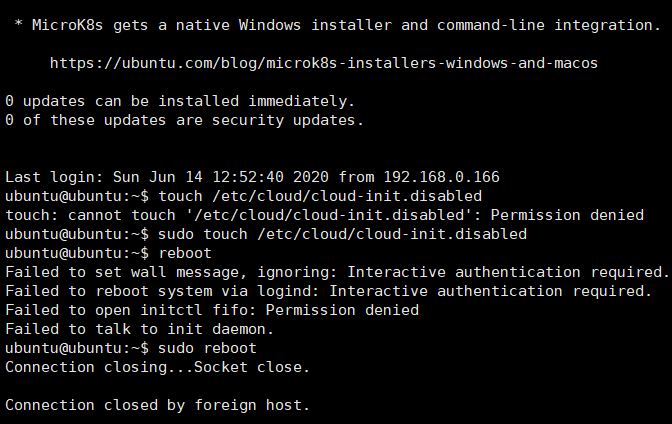 * MicroK8s gets a native Windows installer and command-line integration.
https://ubuntu.com/blog/microk8s-installers-windows-and-macos
0 updates can be installed immediately.
0 of these updates are security updates.
Last login: Sun Jun 14 12:52:40 2020 from 192.168.0.166
ubuntu@ubuntu:~$ touch /etc/cloud/cloud-init.disabled
touch: cannot touch '/etc/cloud/cloud-init.disabled': Permission denied
ubuntu@ubuntu:~$ sudo touch /etc/cloud/cloud-init.disabled
ubuntu@ubuntu:~$ reboot
Failed to set wall message, ignoring: Interactive authentication required.
Failed to reboot system via logind: Interactive authentication required.
Failed to open initctl fifo: Permission denied
Failed to talk to init daemon.
ubuntu@ubuntu:~$ sudo reboot
Connection closing...Socket close.
Connection closed by foreign host.